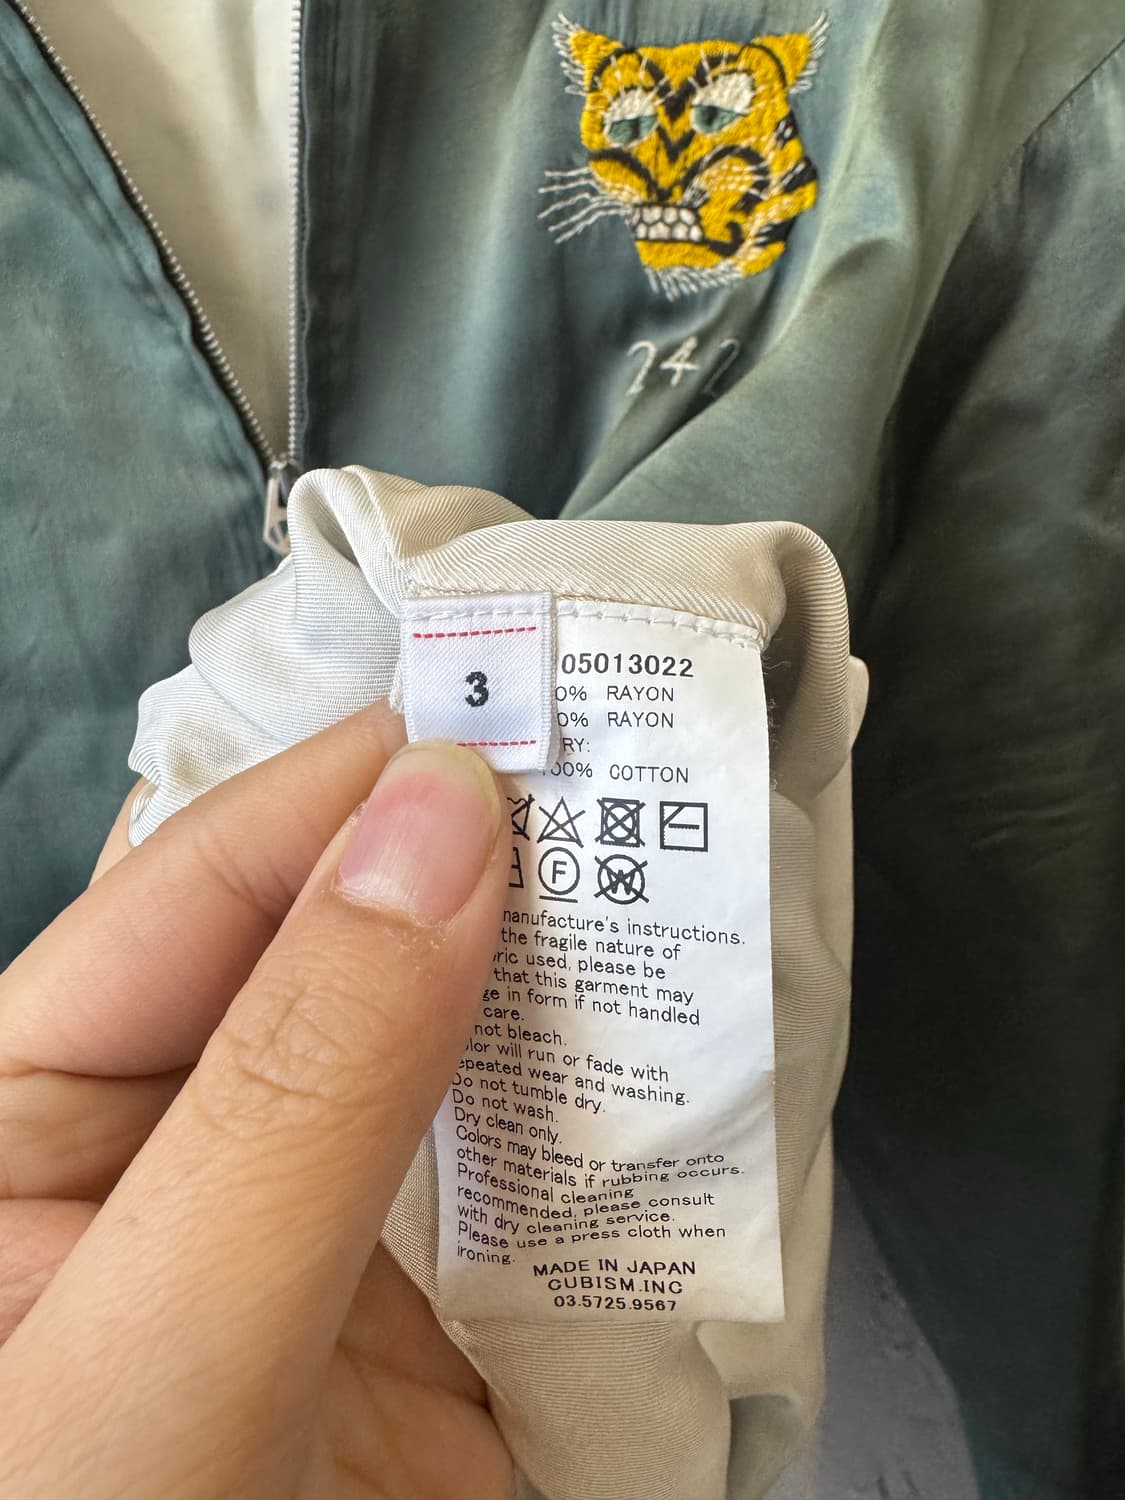 3
05013022
0% RAYON
0% RAYON
RY:
100% COTTON
F
W
manufacture's instructions.
the fragile nature of
ric used, please be
that this garment may
ge in form if not handled
care.
not bleach.
lor will run or fade with
epeated wear and washing.
Do not tumble dry.
Do not wash.
Dry clean only.
Colors may bleed or transfer onto
other materials if rubbing occurs.
Professional cleaning
recommended, please consult
with dry cleaning service.
Please use a press cloth when
ironing.
MADE IN JAPAN
CUBISM.INC
03.5725.9567